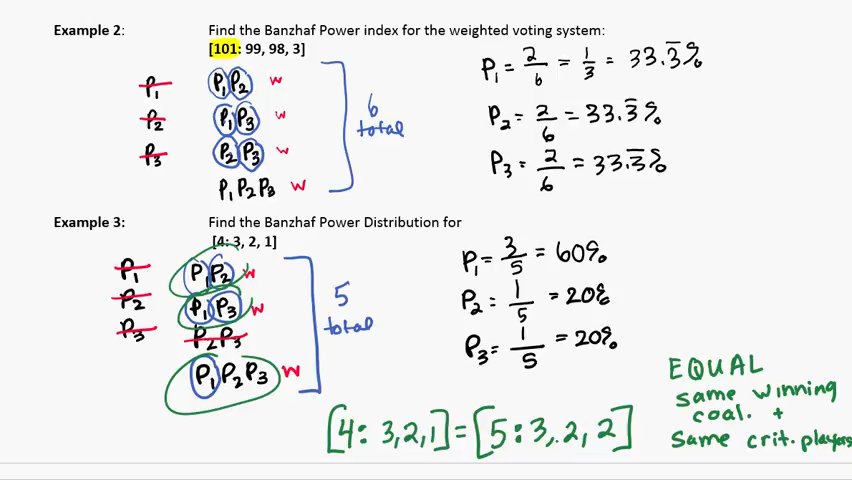 Example 2: Find the Banzhaf Power index for the weighted voting system:
[101: 99, 98, 3]
P1 P1P2 W
P2 P1P3 W
P3 P2P3 W
P1P2P3 W
6 total
P1 = 2/6 = 1/3 = 33.3̅%
P2 = 2/6 = 33.3̅%
P3 = 2/6 = 33.3̅%
Example 3: Find the Banzhaf Power Distribution for
[4: 3, 2, 1]
P1 P1P2 W
P2 P1P3 W
P3 P2P3
P1P2P3 W
5 total
P1 = 3/5 = 60%
P2 = 1/5 = 20%
P3 = 1/5 = 20%
[4: 3,2,1] = [5: 3, 2, 2]
EQUAL
same winning
coal. +
same crit. players